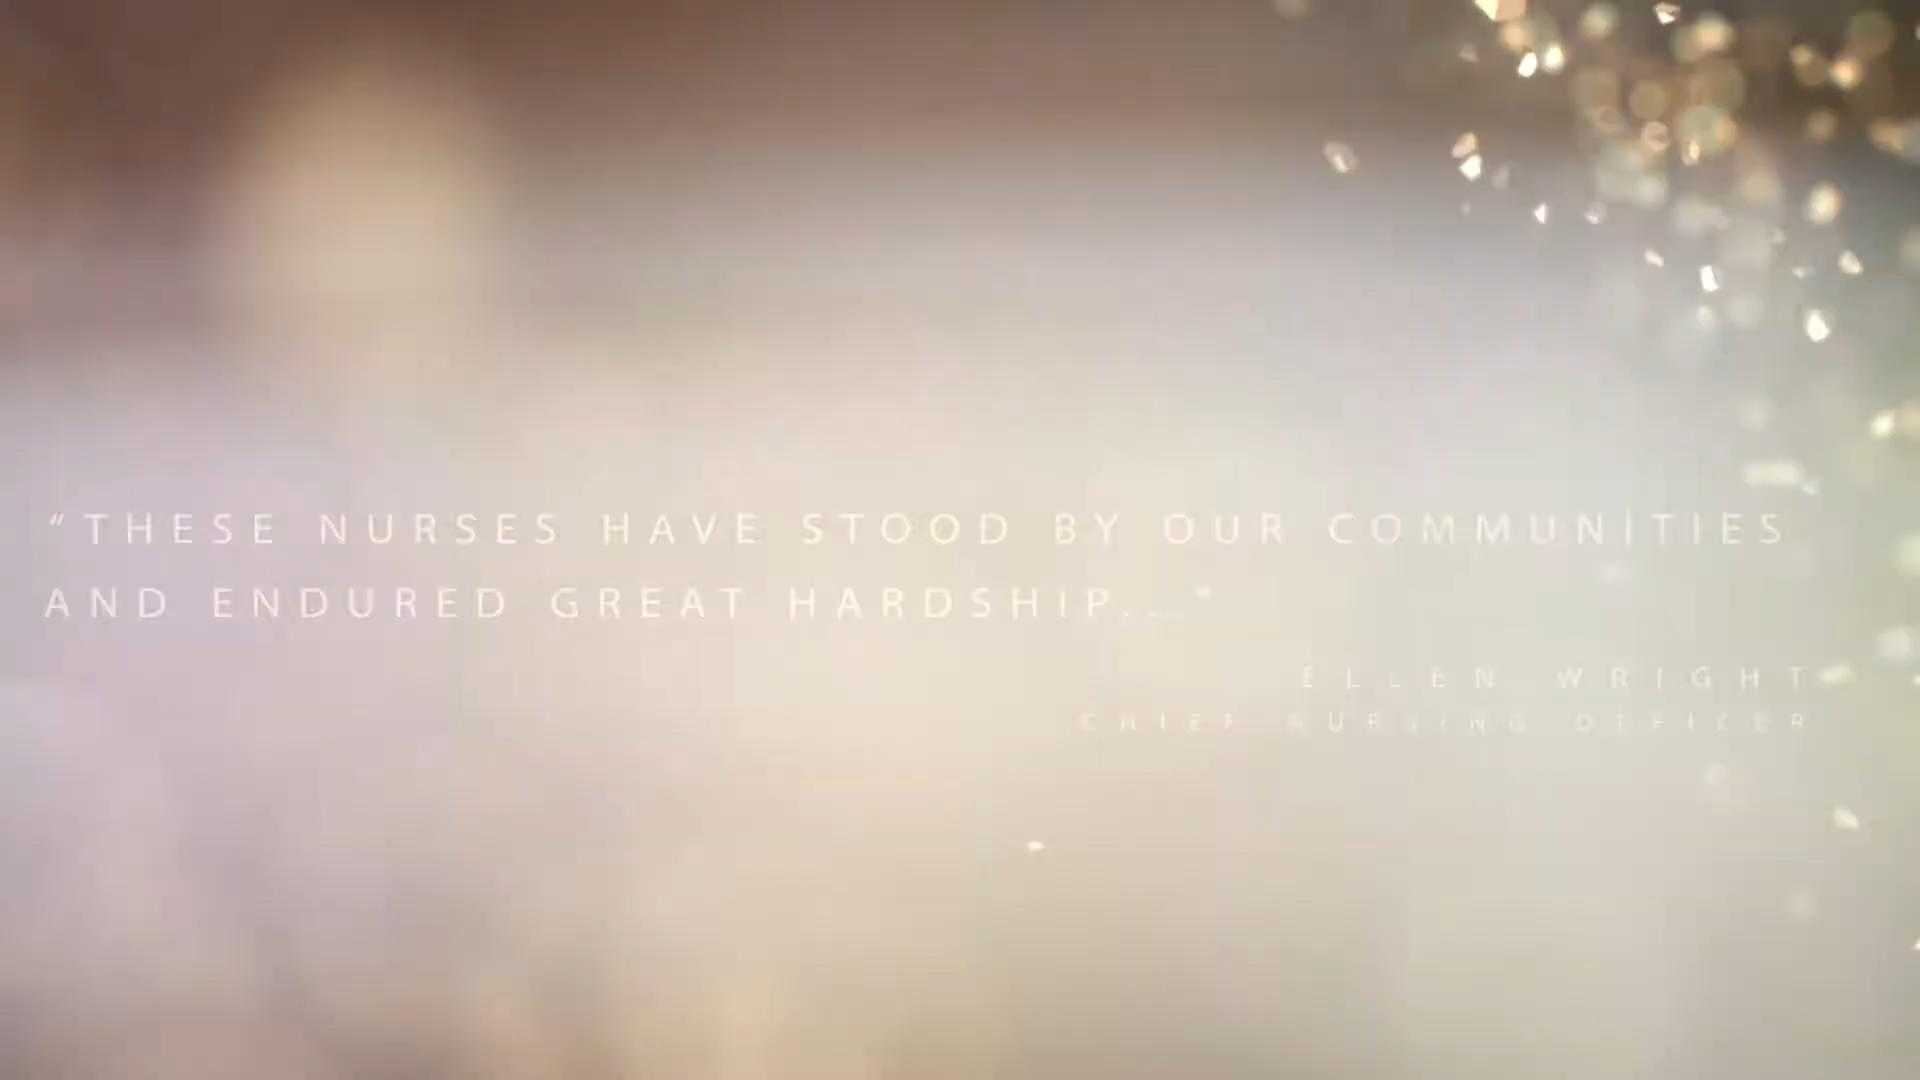 “THESE NURSES HAVE STOOD BY OUR COMMUNITIES
AND ENDURED GREAT HARDSHIP...”
ELLEN WRIGHT
CHIEF NURSING OFFICER